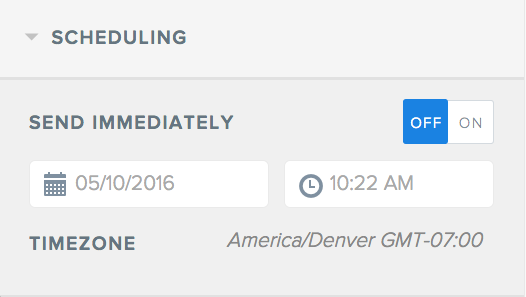 SCHEDULING
SEND IMMEDIATELY OFF ON
05/10/2016 10:22 AM
TIMEZONE America/Denver GMT-07:00